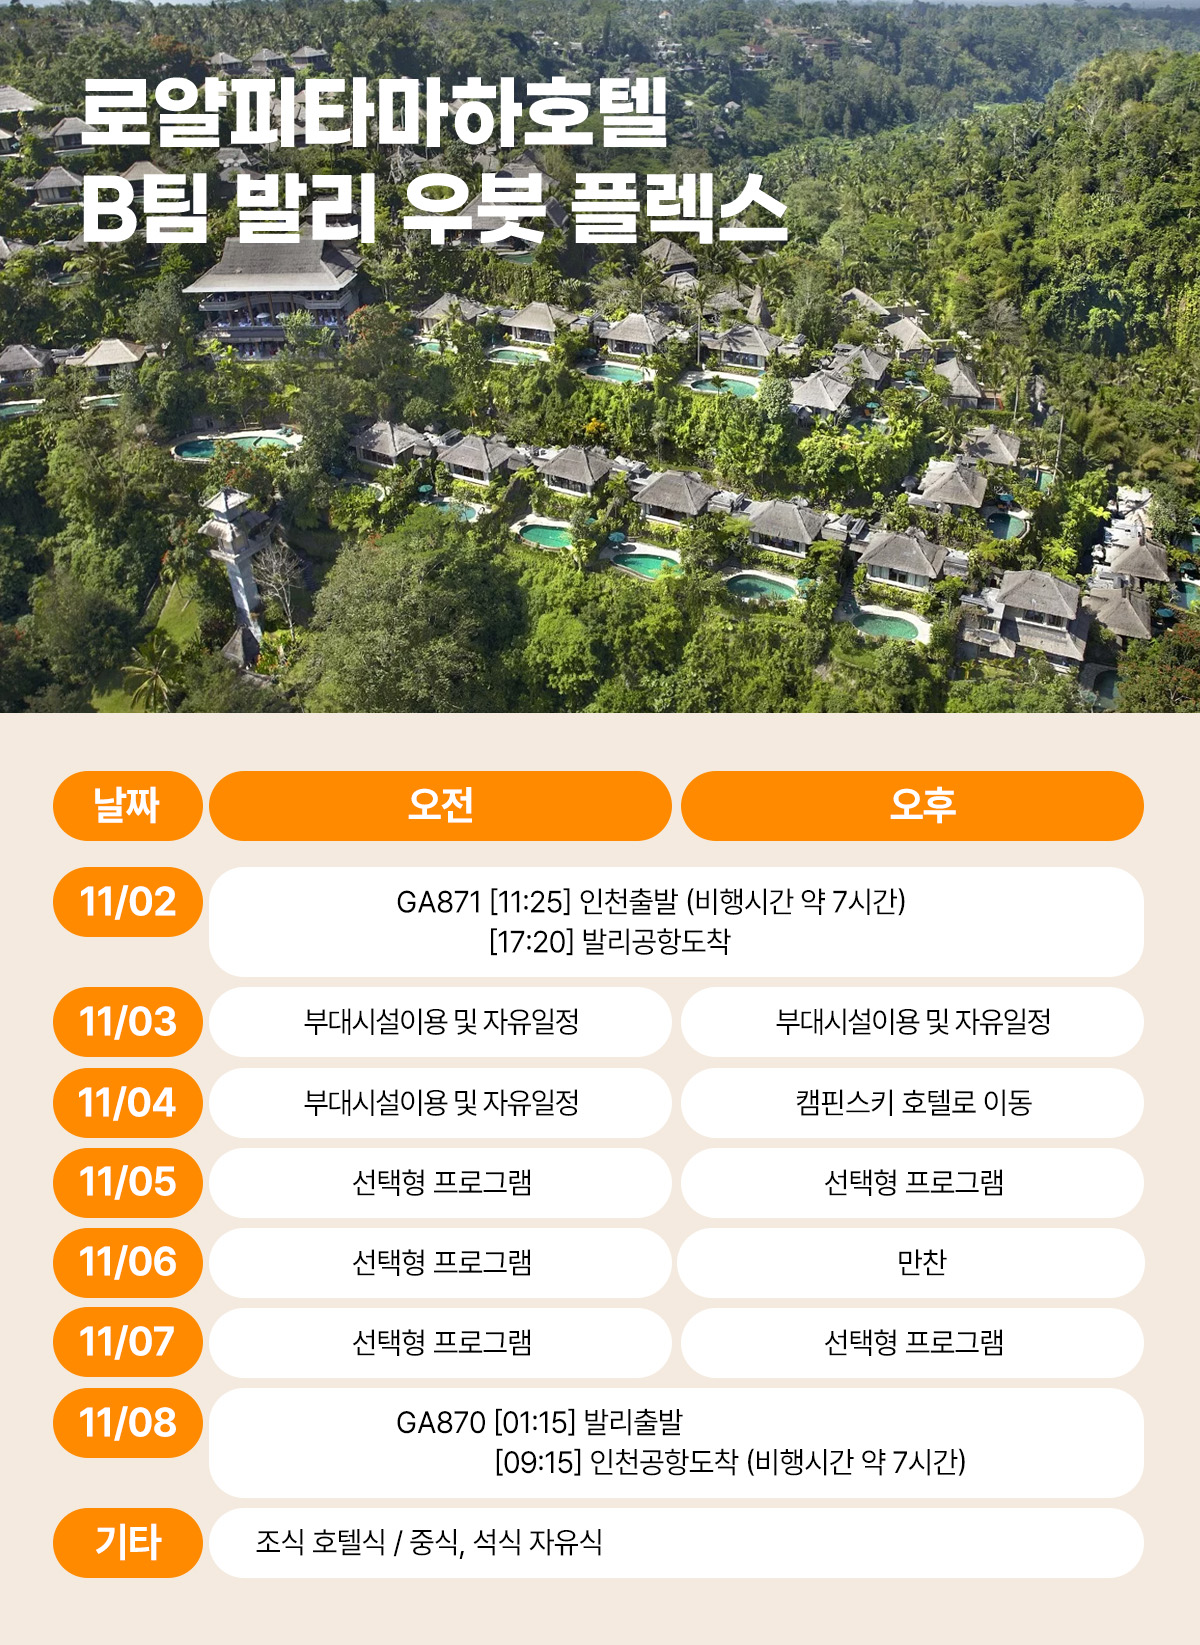 로얄피타마하호텔
B팀 발리 우붓 플렉스
날짜 오전 오후
11/02 GA871 [11:25] 인천출발 (비행시간 약 7시간)
[17:20] 발리공항도착
11/03 부대시설이용 및 자유일정 부대시설이용 및 자유일정
11/04 부대시설이용 및 자유일정 캠핀스키 호텔로 이동
11/05 선택형 프로그램 선택형 프로그램
11/06 선택형 프로그램 만찬
11/07 선택형 프로그램 선택형 프로그램
11/08 GA870 [01:15] 발리출발
[09:15] 인천공항도착 (비행시간 약 7시간)
기타 조식 호텔식 / 중식, 석식 자유식